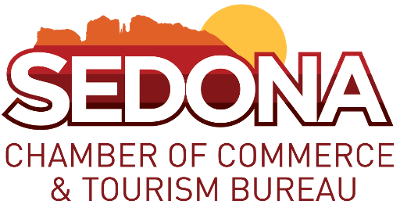 SEDONA
CHAMBER OF COMMERCE
& TOURISM BUREAU